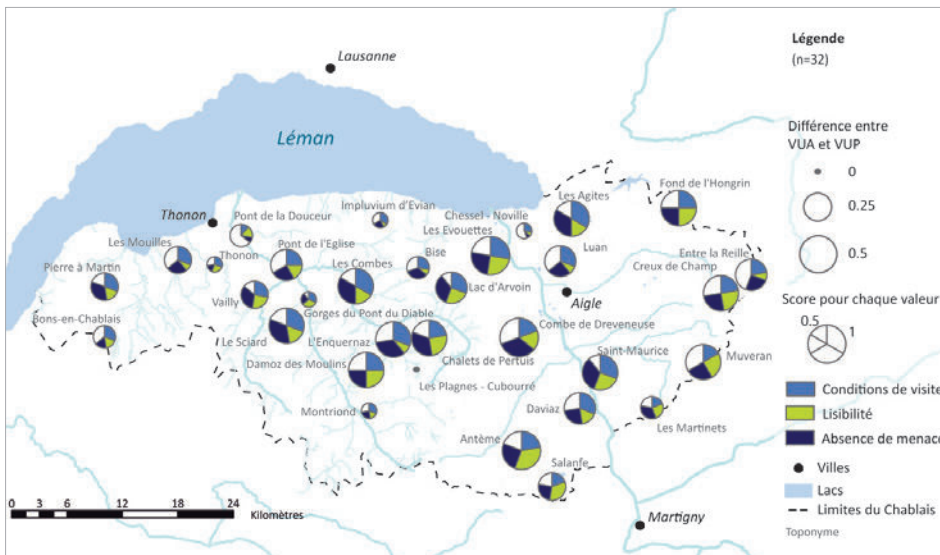 Lausanne
Léman
Thonon
Pont de la Douceur
Impluvium d'Evian
Chessel - Noville
Les Evouettes
Les Agites
Fond de l'Hongrin
Les Mouilles
Thonon
Pont de l'Eglise
Bise
Luan
Entre la Reille
Creux de Champ
Pierre à Martin
Les Combes
Lac d'Arvoin
Aigle
Vailly
Bons-en-Chablais
Gorges du Pont du Diable
Le Sciard
L'Enquernaz
Combe de Dreveneuse
Damoz des Moulins
Chalets de Pertuis
Saint-Maurice
Muveran
Les Plagnes - Cubourré
Montriond
Daviaz
Les Martinets
Antème
Salanfe
Martigny
0 3 6 12 18 24
Kilomètres
Légende
(n=32)
Différence entre
VUA et VUP
0
0.25
0.5
Score pour chaque valeur
0.5
1
Conditions de visite
Lisibilité
Absence de menace
Villes
Lacs
Limites du Chablais
Toponyme